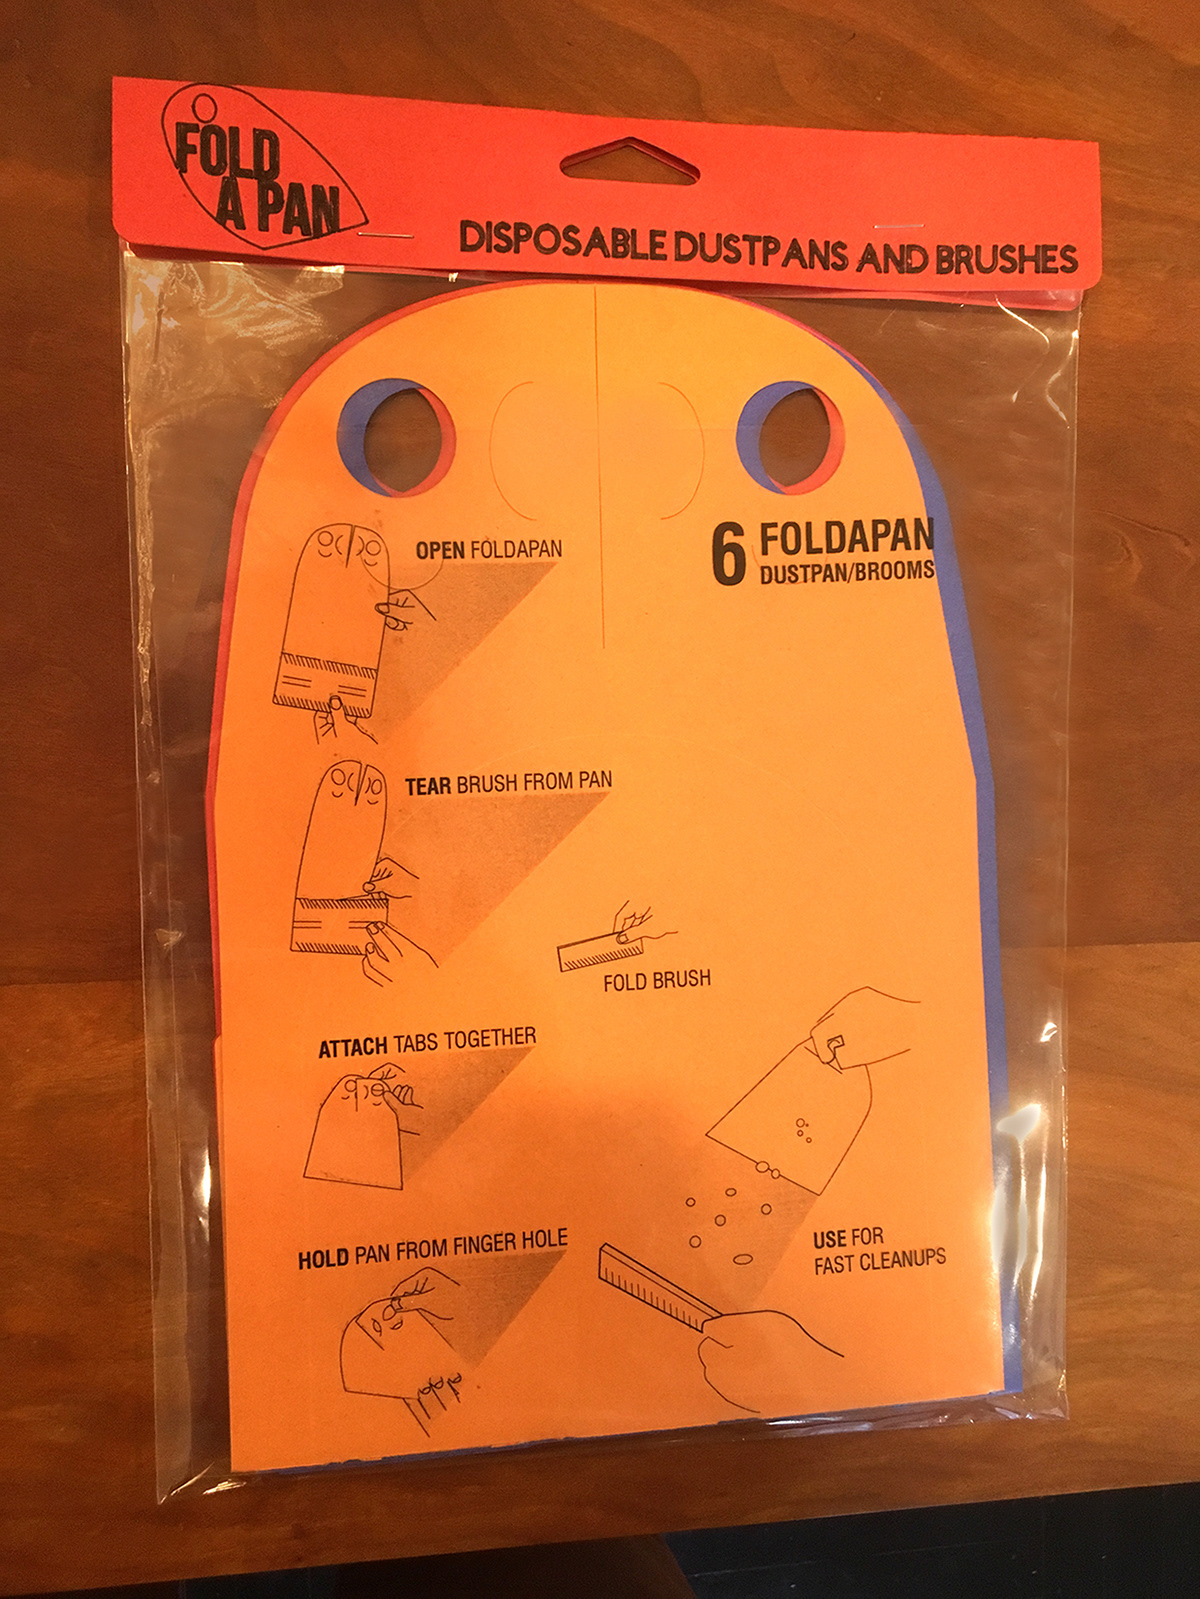 FOLD
A PAN
DISPOSABLE DUSTPANS AND BRUSHES
6 FOLDAPAN
DUSTPAN/BROOMS
OPEN FOLDAPAN
TEAR BRUSH FROM PAN
FOLD BRUSH
ATTACH TABS TOGETHER
HOLD PAN FROM FINGER HOLE
USE FOR
FAST CLEANUPS